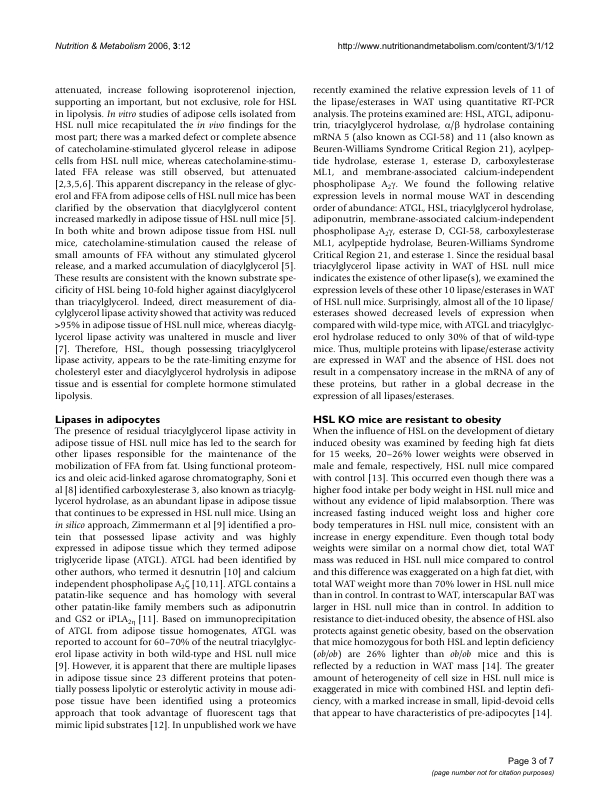 Nutrition & Metabolism 2006, 3:12
http://www.nutritionandmetabolism.com/content/3/1/12
attenuated, increase following isoproterenol injection,
supporting an important, but not exclusive, role for HSL
in lipolysis. In vitro studies of adipose cells isolated from
HSL null mice recapitulated the in vivo findings for the
most part; there was a marked defect or complete absence
of catecholamine-stimulated glycerol release in adipose
cells from HSL null mice, whereas catecholamine-stimu-
lated FFA release was still observed, but attenuated
[2,3,5,6]. This apparent discrepancy in the release of glyc-
erol and FFA from adipose cells of HSL null mice has been
clarified by the observation that diacylglycerol content
increased markedly in adipose tissue of HSL null mice [5].
In both white and brown adipose tissue from HSL null
mice, catecholamine-stimulation caused the release of
small amounts of FFA without any stimulated glycerol
release, and a marked accumulation of diacylglycerol [5].
These results are consistent with the known substrate spe-
cificity of HSL being 10-fold higher against diacylglycerol
than triacylglycerol. Indeed, direct measurement of dia-
cylglycerol lipase activity showed that activity was reduced
>95% in adipose tissue of HSL null mice, whereas diacylg-
lycerol lipase activity was unaltered in muscle and liver
[7]. Therefore, HSL, though possessing triacylglycerol
lipase activity, appears to be the rate-limiting enzyme for
cholesteryl ester and diacylglycerol hydrolysis in adipose
tissue and is essential for complete hormone stimulated
lipolysis.
Lipases in adipocytes
The presence of residual triacylglycerol lipase activity in
adipose tissue of HSL null mice has led to the search for
other lipases responsible for the maintenance of the
mobilization of FFA from fat. Using functional proteom-
ics and oleic acid-linked agarose chromatography, Soni et
al [8] identified carboxylesterase 3, also known as triacylg-
lycerol hydrolase, as an abundant lipase in adipose tissue
that continues to be expressed in HSL null mice. Using an
in silico approach, Zimmermann et al [9] identified a pro-
tein that possessed lipase activity and was highly
expressed in adipose tissue which they termed adipose
triglyceride lipase (ATGL). ATGL had been identified by
other authors, who termed it desnutrin [10] and calcium
independent phospholipase A2ζ [10,11]. ATGL contains a
patatin-like sequence and has homology with several
other patatin-like family members such as adiponutrin
and GS2 or iPLA2η [11]. Based on immunoprecipitation
of ATGL from adipose tissue homogenates, ATGL was
reported to account for 60–70% of the neutral triacylglyc-
erol lipase activity in both wild-type and HSL null mice
[9]. However, it is apparent that there are multiple lipases
in adipose tissue since 23 different proteins that poten-
tially possess lipolytic or esterolytic activity in mouse adi-
pose tissue have been identified using a proteomics
approach that took advantage of fluorescent tags that
mimic lipid substrates [12]. In unpublished work we have
recently examined the relative expression levels of 11 of
the lipase/esterases in WAT using quantitative RT-PCR
analysis. The proteins examined are: HSL, ATGL, adiponu-
trin, triacylglycerol hydrolase, α/β hydrolase containing
mRNA 5 (also known as CGI-58) and 11 (also known as
Beuren-Williams Syndrome Critical Region 21), acylpep-
tide hydrolase, esterase 1, esterase D, carboxylesterase
ML1, and membrane-associated calcium-independent
phospholipase A2γ. We found the following relative
expression levels in normal mouse WAT in descending
order of abundance: ATGL, HSL, triacylglycerol hydrolase,
adiponutrin, membrane-associated calcium-independent
phospholipase A2γ, esterase D, CGI-58, carboxylesterase
ML1, acylpeptide hydrolase, Beuren-Williams Syndrome
Critical Region 21, and esterase 1. Since the residual basal
triacylglycerol lipase activity in WAT of HSL null mice
indicates the existence of other lipase(s), we examined the
expression levels of these other 10 lipase/esterases in WAT
of HSL null mice. Surprisingly, almost all of the 10 lipase/
esterases showed decreased levels of expression when
compared with wild-type mice, with ATGL and triacylglyc-
erol hydrolase reduced to only 30% of that of wild-type
mice. Thus, multiple proteins with lipase/esterase activity
are expressed in WAT and the absence of HSL does not
result in a compensatory increase in the mRNA of any of
these proteins, but rather in a global decrease in the
expression of all lipases/esterases.
HSL KO mice are resistant to obesity
When the influence of HSL on the development of dietary
induced obesity was examined by feeding high fat diets
for 15 weeks, 20–26% lower weights were observed in
male and female, respectively, HSL null mice compared
with control [13]. This occurred even though there was a
higher food intake per body weight in HSL null mice and
without any evidence of lipid malabsorption. There was
increased fasting induced weight loss and higher core
body temperatures in HSL null mice, consistent with an
increase in energy expenditure. Even though total body
weights were similar on a normal chow diet, total WAT
mass was reduced in HSL null mice compared to control
and this difference was exaggerated on a high fat diet, with
total WAT weight more than 70% lower in HSL null mice
than in control. In contrast to WAT, interscapular BAT was
larger in HSL null mice than in control. In addition to
resistance to diet-induced obesity, the absence of HSL also
protects against genetic obesity, based on the observation
that mice homozygous for both HSL and leptin deficiency
(ob/ob) are 26% lighter than ob/ob mice and this is
reflected by a reduction in WAT mass [14]. The greater
amount of heterogeneity of cell size in HSL null mice is
exaggerated in mice with combined HSL and leptin defi-
ciency, with a marked increase in small, lipid-devoid cells
that appear to have characteristics of pre-adipocytes [14].
Page 3 of 7
(page number not for citation purposes)